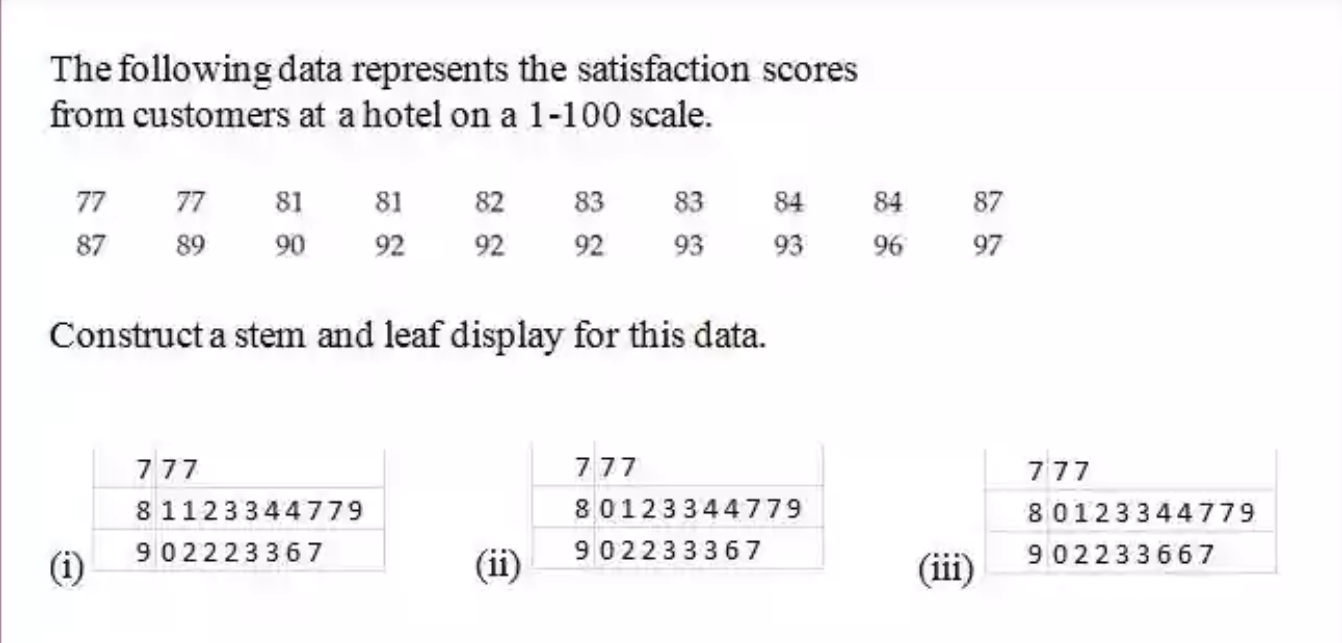 The following data represents the satisfaction scores
from customers at a hotel on a 1-100 scale.
77 77 81 81 82 83 83 84 84 87
87 89 90 92 92 92 93 93 96 97
Construct a stem and leaf display for this data.
(i)
7 7 7
8 1 1 2 3 3 4 4 7 7 9
9 0 2 2 2 3 3 6 7
(ii)
7 7 7
8 0 1 2 3 3 4 4 7 7 9
9 0 2 2 3 3 3 6 7
(iii)
7 7 7
8 0 1 2 3 3 4 4 7 7 9
9 0 2 2 3 3 6 6 7